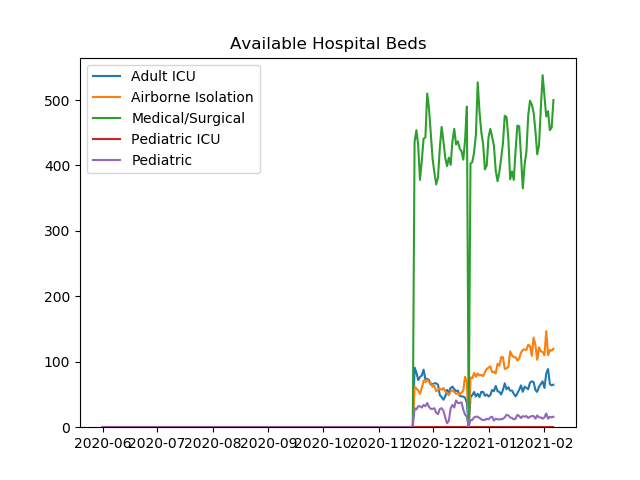 Available Hospital Beds
Adult ICU
Airborne Isolation
Medical/Surgical
Pediatric ICU
Pediatric
500
400
300
200
100
0
2020-06 2020-07 2020-08 2020-09 2020-10 2020-11 2020-12 2021-01 2021-02